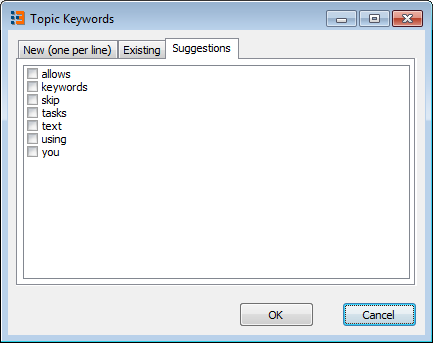 Topic Keywords
New (one per line) Existing Suggestions
allows
keywords
skip
tasks
text
using
you
OK Cancel